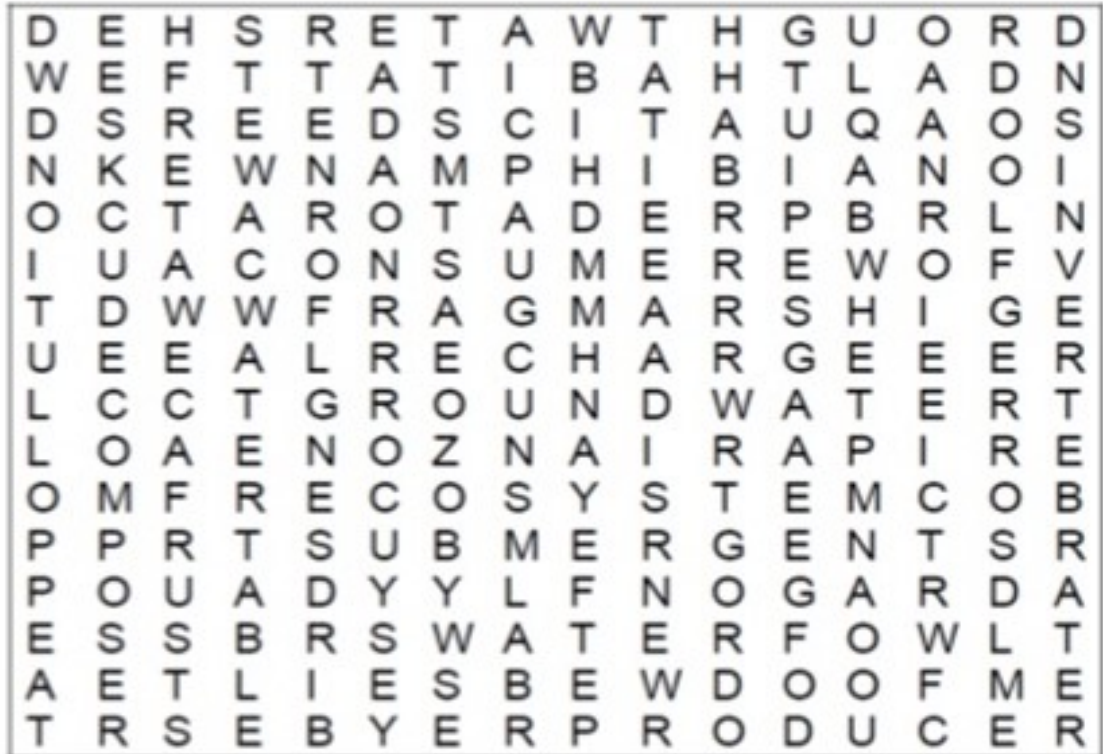 D E H S R E T A W T H G U O R D
W E F T T A T I B A H T L A D N
D S R E E D S C I T A U Q A O S
N K E W N A M P H I B I A N O I
O C T A R O T A D E R P B R L N
I U A C O N S U M E R E W O F V
T D W W F R A G M A R S H I G E
U E E A L R E C H A R G E E E R
L C C T G R O U N D W A T E R T
L O A E N O Z N A I R A P I R E
O M F R E C O S Y S T E M C O B
P P R T S U B M E R G E N T S R
P O U A D Y Y L F N O G A R D A
E S S B R S W A T E R F O W L T
A E T L I E S B E W D O O F M E
T R S E B Y E R P R O D U C E R